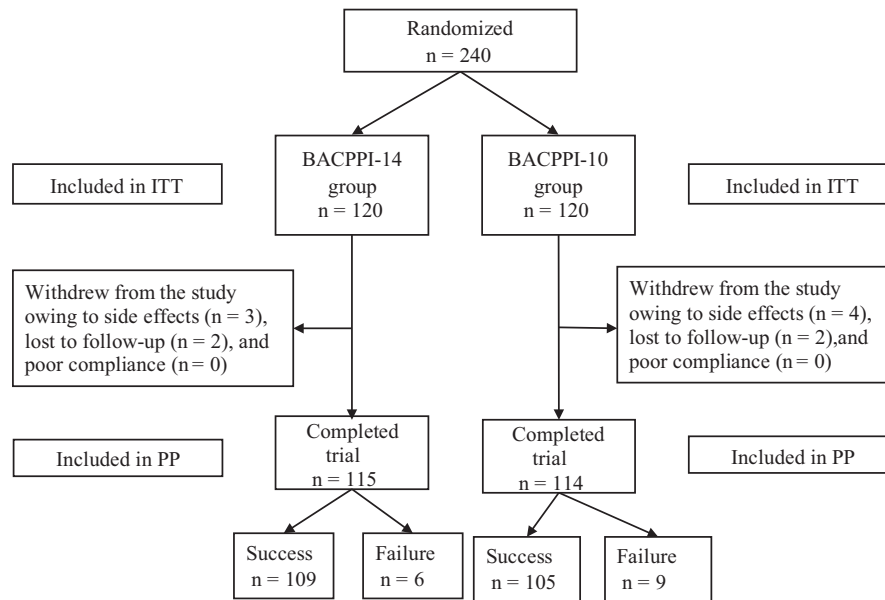 Randomized
n = 240
BACPPI-14
group
n = 120
BACPPI-10
group
n = 120
Included in ITT
Included in ITT
Withdrew from the study
owing to side effects (n = 3),
lost to follow-up (n = 2), and
poor compliance (n = 0)
Withdrew from the study
owing to side effects (n = 4),
lost to follow-up (n = 2),and
poor compliance (n = 0)
Included in PP
Completed
trial
n = 115
Completed
trial
n = 114
Included in PP
Success
n = 109
Failure
n = 6
Success
n = 105
Failure
n = 9